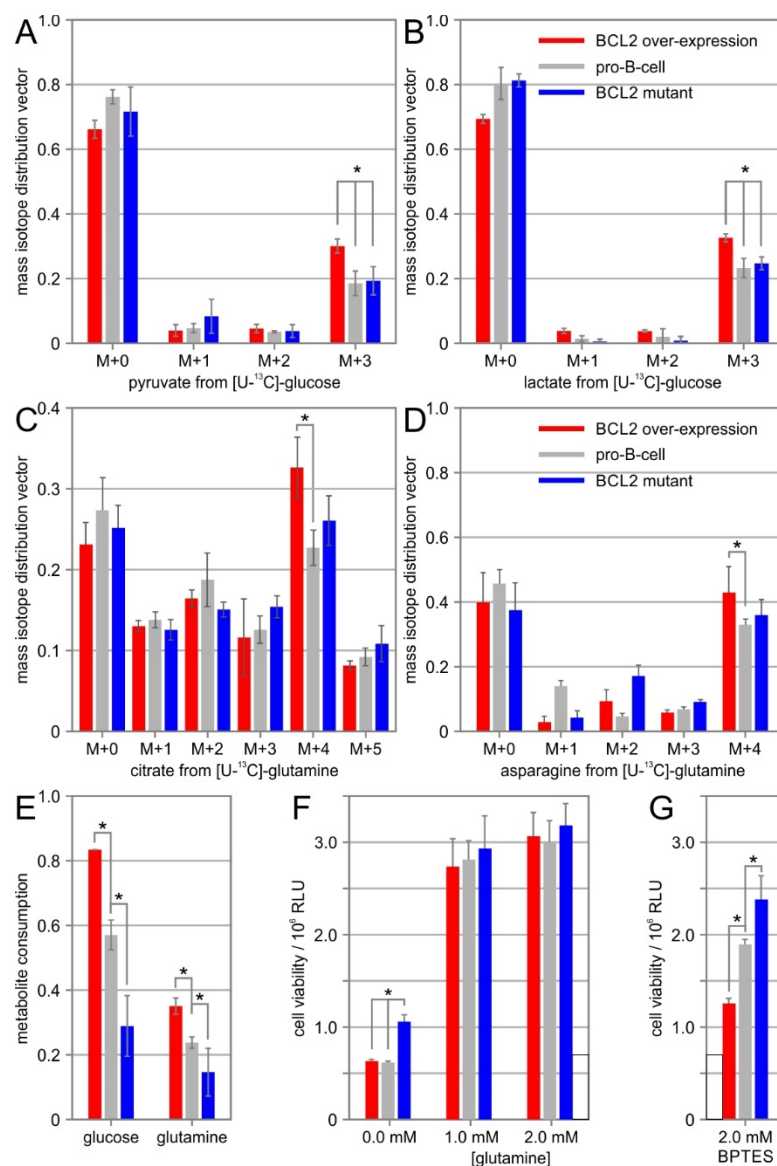 A
mass isotope distribution vector
1.0
0.8
0.6
0.4
0.2
0
*
M+0 M+1 M+2 M+3
pyruvate from [U-¹³C]-glucose
B
mass isotope distribution vector
1.0
0.8
0.6
0.4
0.2
0
BCL2 over-expression
pro-B-cell
BCL2 mutant
*
M+0 M+1 M+2 M+3
lactate from [U-¹³C]-glucose
C
mass isotope distribution vector
0.4
0.3
0.2
0.1
0
*
M+0 M+1 M+2 M+3 M+4 M+5
citrate from [U-¹³C]-glutamine
D
mass isotope distribution vector
1.0
0.8
0.6
0.4
0.2
0
BCL2 over-expression
pro-B-cell
BCL2 mutant
*
M+0 M+1 M+2 M+3 M+4
asparagine from [U-¹³C]-glutamine
E
metabolite consumption
1.0
0.8
0.6
0.4
0.2
0.0
*
*
*
*
glucose glutamine
F
cell viability / 10⁶ RLU
3.0
2.0
1.0
0.0
*
0.0 mM 1.0 mM 2.0 mM
[glutamine]
G
cell viability / 10⁶ RLU
3.0
2.0
1.0
0.0
*
*
2.0 mM
BPTES